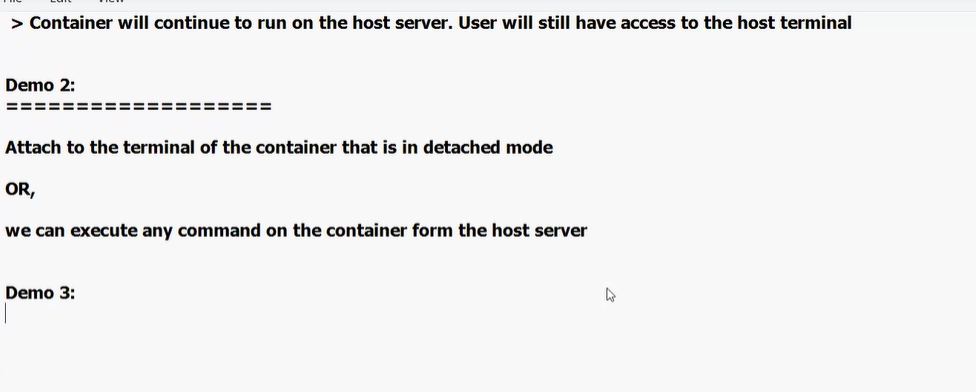 > Container will continue to run on the host server. User will still have access to the host terminal
Demo 2:
===================
Attach to the terminal of the container that is in detached mode
OR,
we can execute any command on the container form the host server
Demo 3: